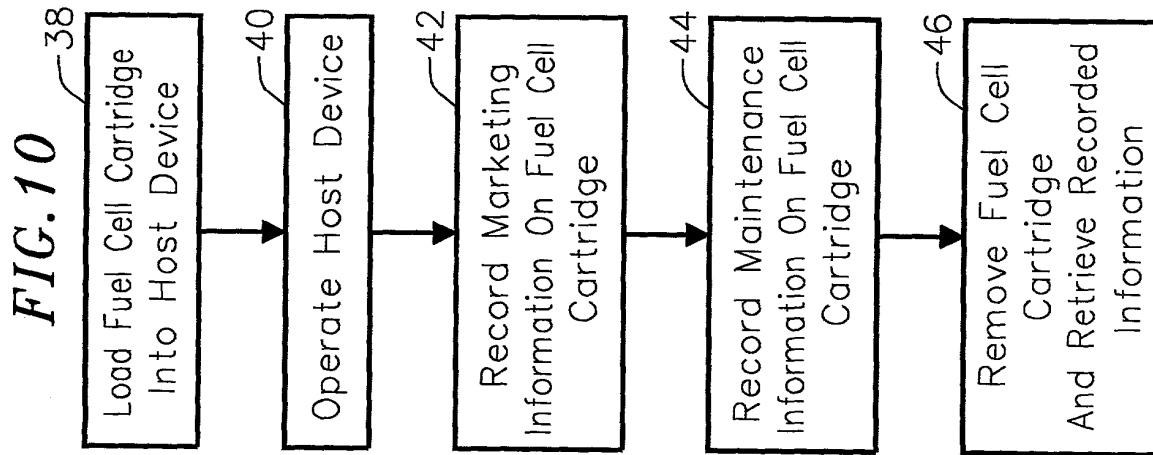 FIG.10
38
Load Fuel Cell Cartridge
Into Host Device
40
Operate Host Device
42
Record Marketing
Information On Fuel Cell
Cartridge
44
Record Maintenance
Information On Fuel Cell
Cartridge
46
Remove Fuel Cell
Cartridge
And Retrieve Recorded
Information